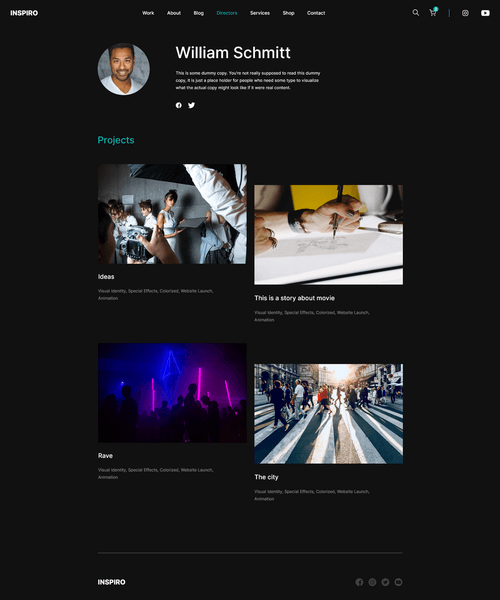 INSPIRO
Work About Blog Directors Services Shop Contact
William Schmitt
This is some dummy copy. You're not really supposed to read this dummy
copy, it is just a place holder for people who need some type to visualize
what the actual copy might look like if it were real content.
Projects
Ideas
Visual Identity, Special Effects, Colorized, Website Launch,
Animation
This is a story about movie
Visual Identity, Special Effects, Colorized, Website Launch,
Animation
Rave
Visual Identity, Special Effects, Colorized, Website Launch,
Animation
The city
Visual Identity, Special Effects, Colorized, Website Launch,
Animation
INSPIRO